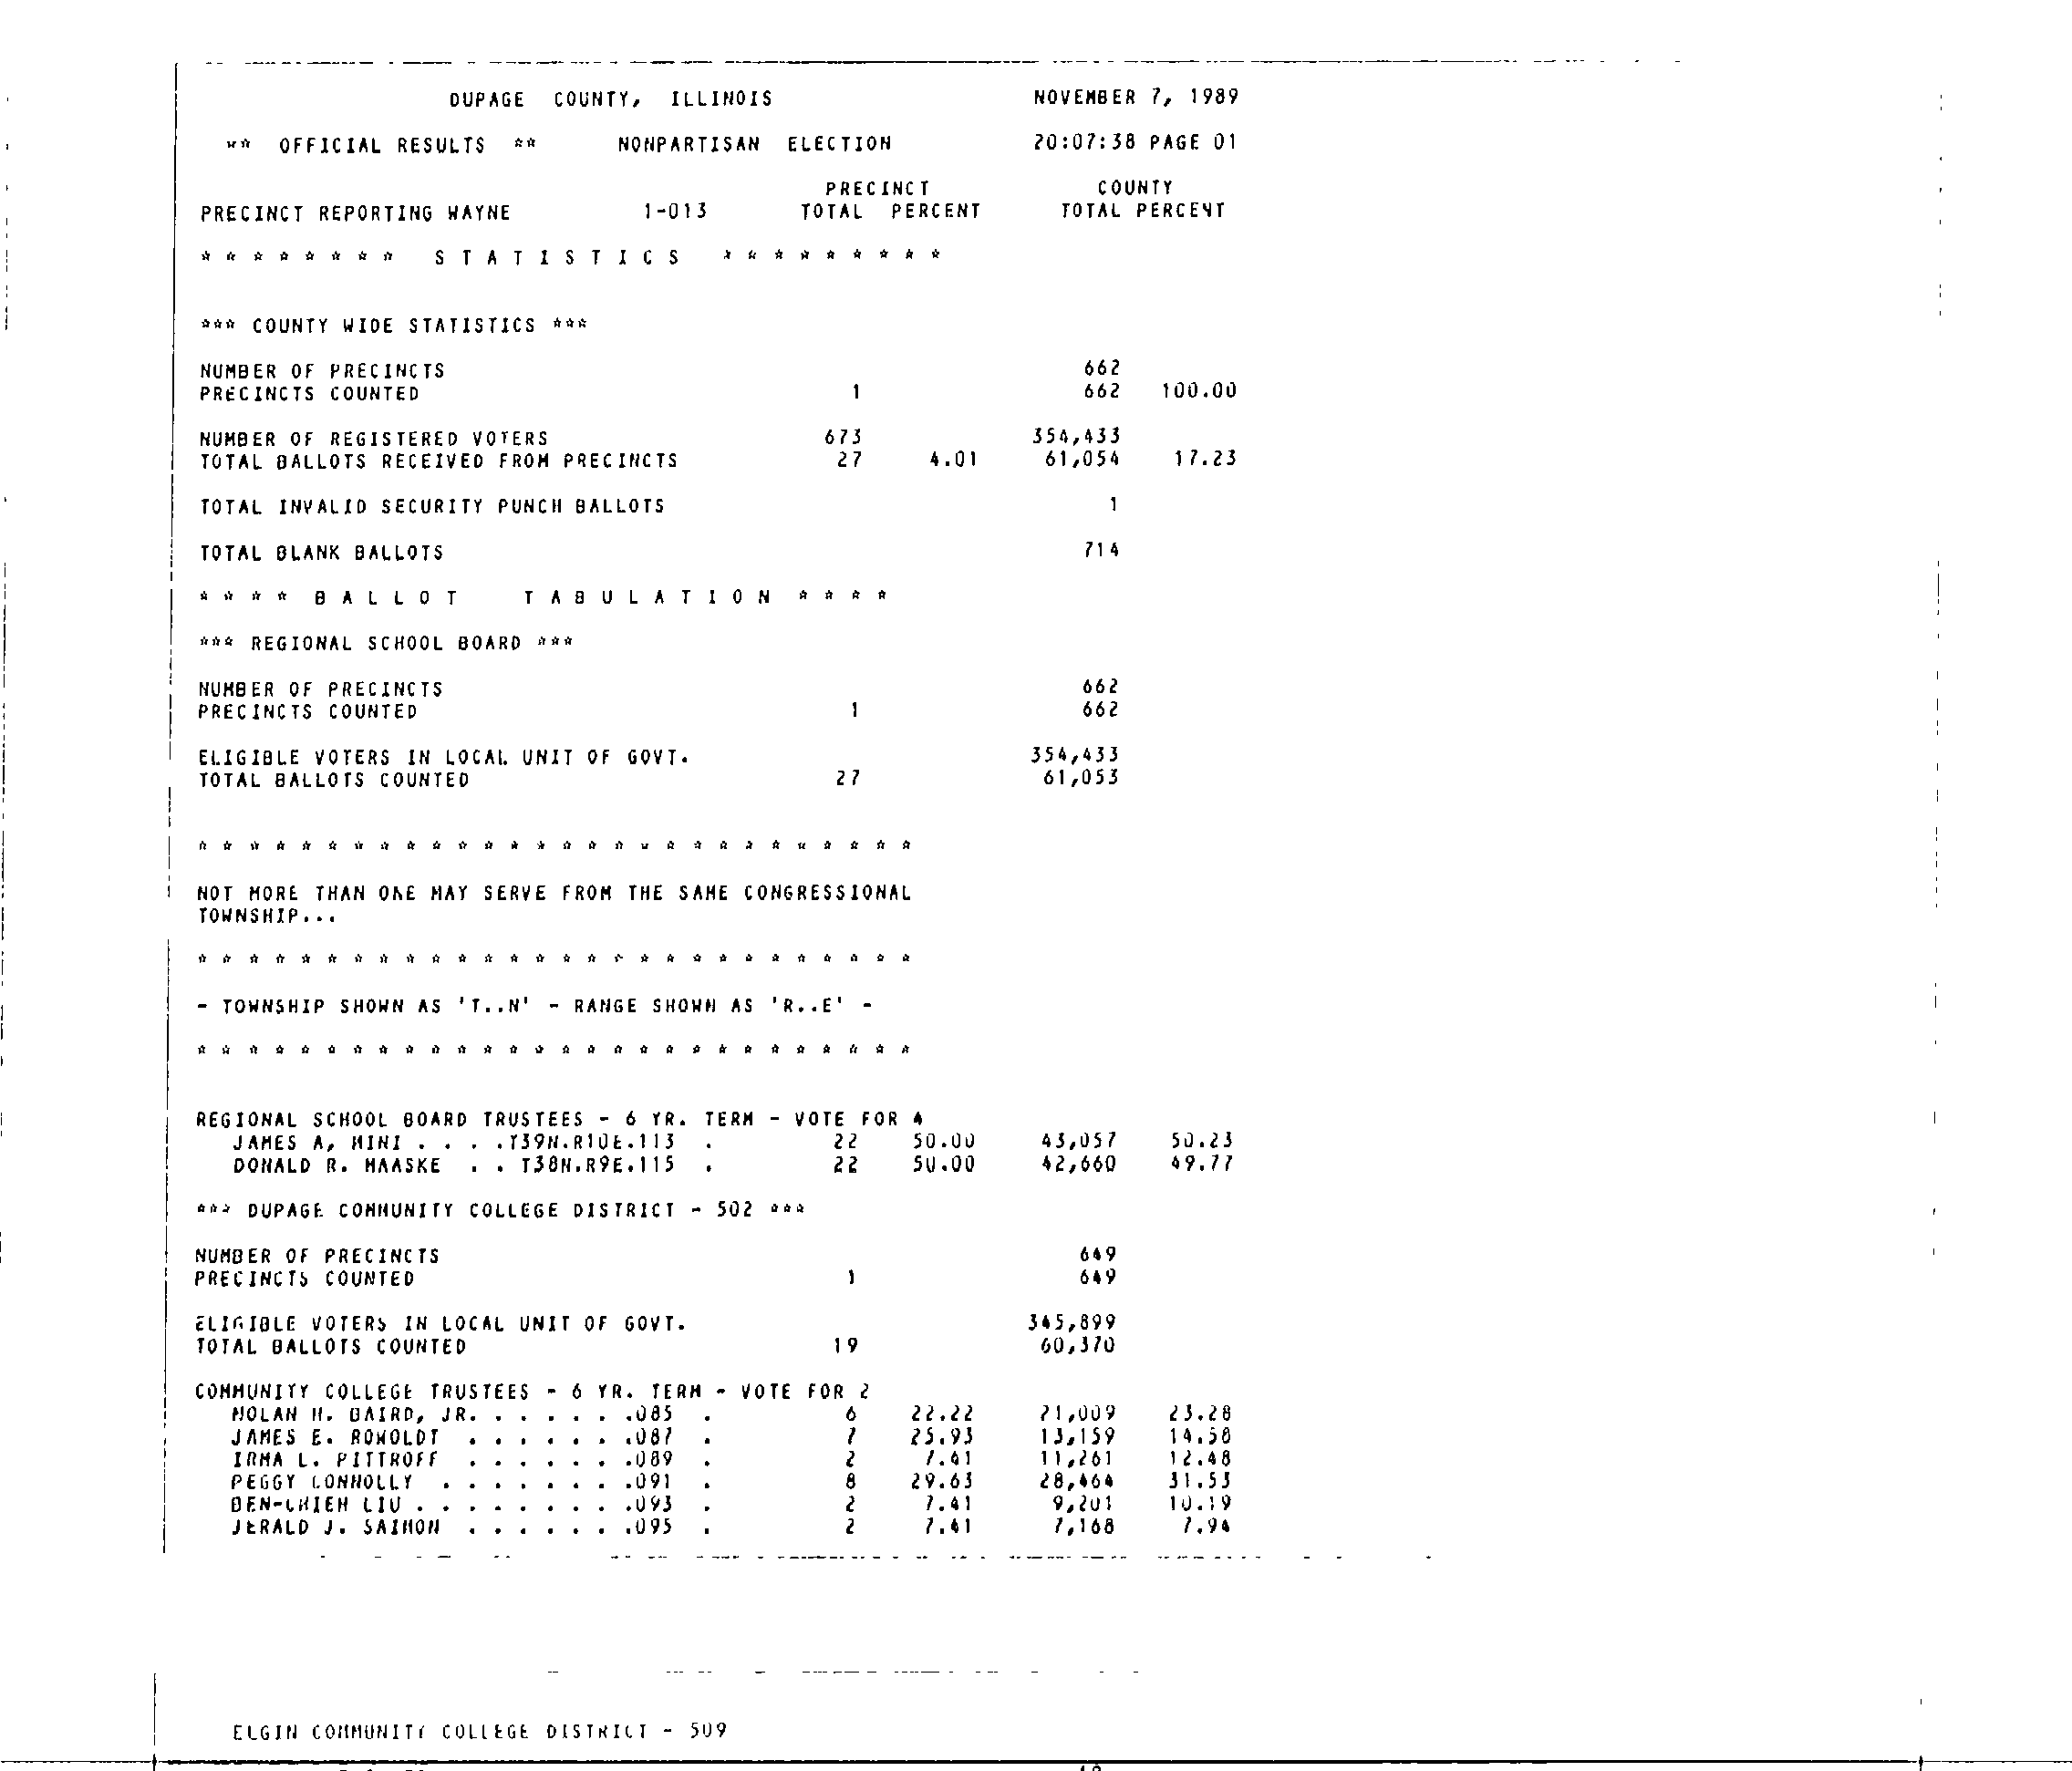 DUPAGE COUNTY, ILLINOIS NOVEMBER 7, 1989
** OFFICIAL RESULTS ** NONPARTISAN ELECTION 20:07:38 PAGE 01
PRECINCT COUNTY
PRECINCT REPORTING WAYNE 1-013 TOTAL PERCENT TOTAL PERCENT
* * * * * * * * S T A T I S T I C S * * * * * * * * *
*** COUNTY WIDE STATISTICS ***
NUMBER OF PRECINCTS 662
PRECINCTS COUNTED 1 662 100.00
NUMBER OF REGISTERED VOTERS 673 354,433
TOTAL BALLOTS RECEIVED FROM PRECINCTS 27 4.01 61,054 17.23
TOTAL INVALID SECURITY PUNCH BALLOTS 1
TOTAL BLANK BALLOTS 714
* * * * B A L L O T T A B U L A T I O N * * * *
*** REGIONAL SCHOOL BOARD ***
NUMBER OF PRECINCTS 662
PRECINCTS COUNTED 1 662
ELIGIBLE VOTERS IN LOCAL UNIT OF GOVT. 354,433
TOTAL BALLOTS COUNTED 27 61,053
* * * * * * * * * * * * * * * * * * * * * * * * * * * *
NOT MORE THAN ONE MAY SERVE FROM THE SAME CONGRESSIONAL
TOWNSHIP...
* * * * * * * * * * * * * * * * * * * * * * * * * * * *
- TOWNSHIP SHOWN AS 'T..N' - RANGE SHOWN AS 'R..E' -
* * * * * * * * * * * * * * * * * * * * * * * * * * * *
REGIONAL SCHOOL BOARD TRUSTEES - 6 YR. TERM - VOTE FOR 4
JAMES A, MINI . . . .T39N.R10E.113 . 22 50.00 43,057 50.23
DONALD R. MAASKE . . T38N.R9E.115 . 22 50.00 42,660 49.77
*** DUPAGE COMMUNITY COLLEGE DISTRICT - 502 ***
NUMBER OF PRECINCTS 649
PRECINCTS COUNTED 1 649
ELIGIBLE VOTERS IN LOCAL UNIT OF GOVT. 345,899
TOTAL BALLOTS COUNTED 19 60,370
COMMUNITY COLLEGE TRUSTEES - 6 YR. TERM - VOTE FOR 2
NOLAN H. BAIRD, JR. . . . . . .085 . 6 22.22 21,009 23.28
JAMES E. ROWOLDT . . . . . . .087 . 7 25.93 13,159 14.58
IRMA L. PITTROFF . . . . . . .089 . 2 7.41 11,261 12.48
PEGGY CONNOLLY . . . . . . . .091 . 8 29.63 28,464 31.53
BEN-CHIEH LIU . . . . . . . . .093 . 2 7.41 9,201 10.19
JERALD J. SAIMON . . . . . . .095 . 2 7.41 7,168 7.94
ELGIN COMMUNITY COLLEGE DISTRICT - 509